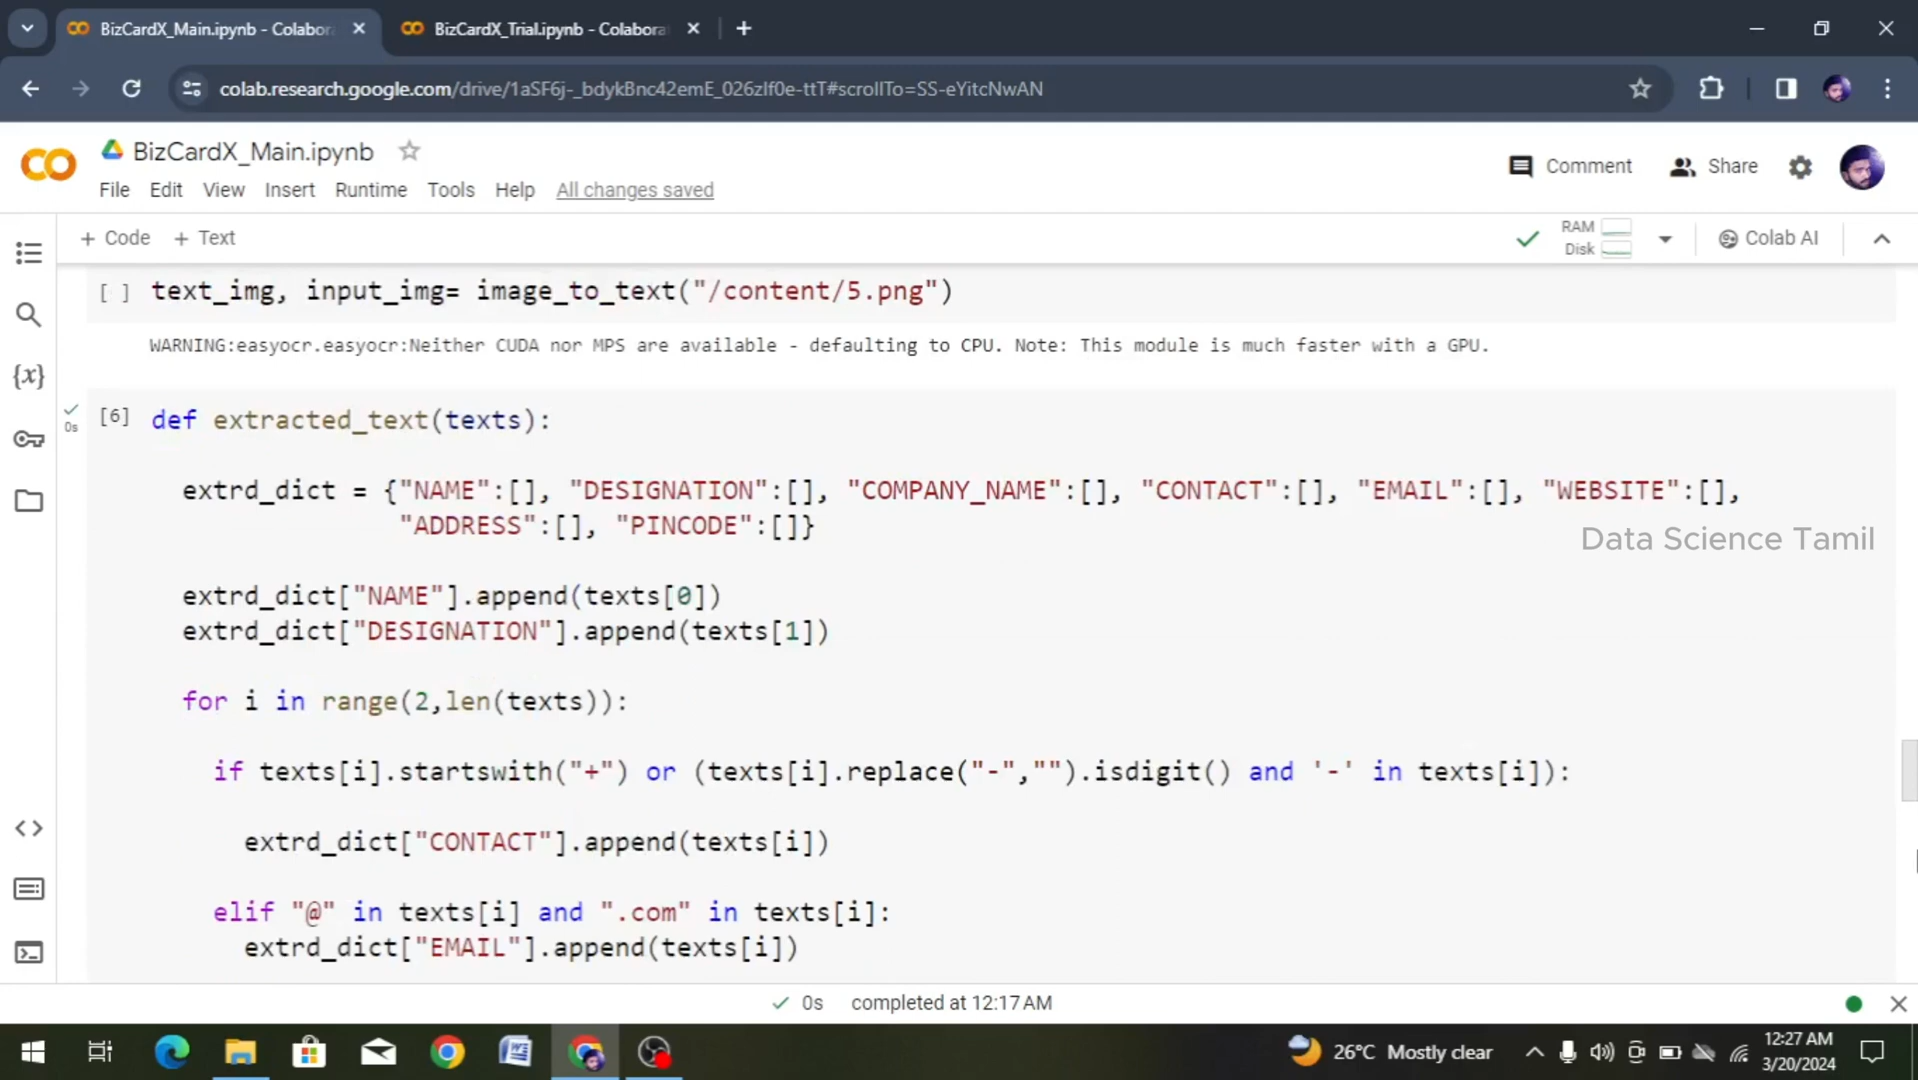 BizCardX_Main.ipynb - Colabor
BizCardX_Trial.ipynb - Colabora
colab.research.google.com/drive/1aSF6j-_bdykBnc42emE_026zIf0e-ttT#scrollTo=SS-eYitcNwAN
BizCardX_Main.ipynb
Comment
Share
File Edit View Insert Runtime Tools Help All changes saved
+ Code + Text
RAM
Disk
Colab AI
[ ] text_img, input_img= image_to_text("/content/5.png")
WARNING:easyocr.easyocr:Neither CUDA nor MPS are available - defaulting to CPU. Note: This module is much faster with a GPU.
0s
[6] def extracted_text(texts):
extrd_dict = {"NAME":[], "DESIGNATION":[], "COMPANY_NAME":[], "CONTACT":[], "EMAIL":[], "WEBSITE":[],
"ADDRESS":[], "PINCODE":[]}
Data Science Tamil
extrd_dict["NAME"].append(texts[0])
extrd_dict["DESIGNATION"].append(texts[1])
for i in range(2,len(texts)):
if texts[i].startswith("+") or (texts[i].replace("-","").isdigit() and '-' in texts[i]):
extrd_dict["CONTACT"].append(texts[i])
elif "@" in texts[i] and ".com" in texts[i]:
extrd_dict["EMAIL"].append(texts[i])
0s completed at 12:17 AM
26°C Mostly clear
12:27 AM
3/20/2024